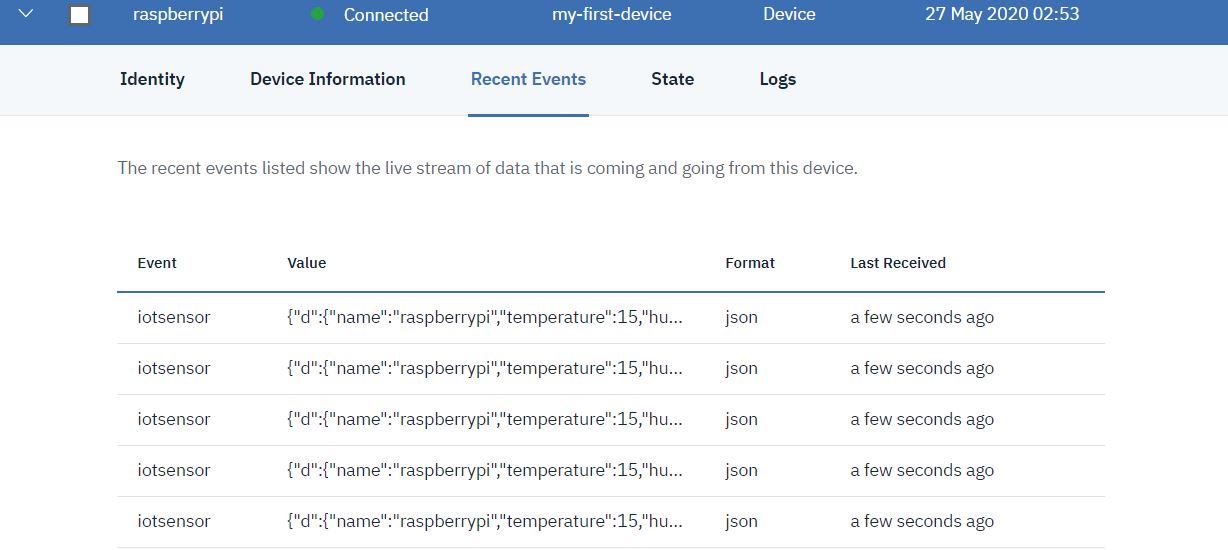 raspberrypi Connected my-first-device Device 27 May 2020 02:53
Identity Device Information Recent Events State Logs
The recent events listed show the live stream of data that is coming and going from this device.
Event Value Format Last Received
iotsensor {"d":{"name":"raspberrypi","temperature":15,"hu... json a few seconds ago
iotsensor {"d":{"name":"raspberrypi","temperature":15,"hu... json a few seconds ago
iotsensor {"d":{"name":"raspberrypi","temperature":15,"hu... json a few seconds ago
iotsensor {"d":{"name":"raspberrypi","temperature":15,"hu... json a few seconds ago
iotsensor {"d":{"name":"raspberrypi","temperature":15,"hu... json a few seconds ago